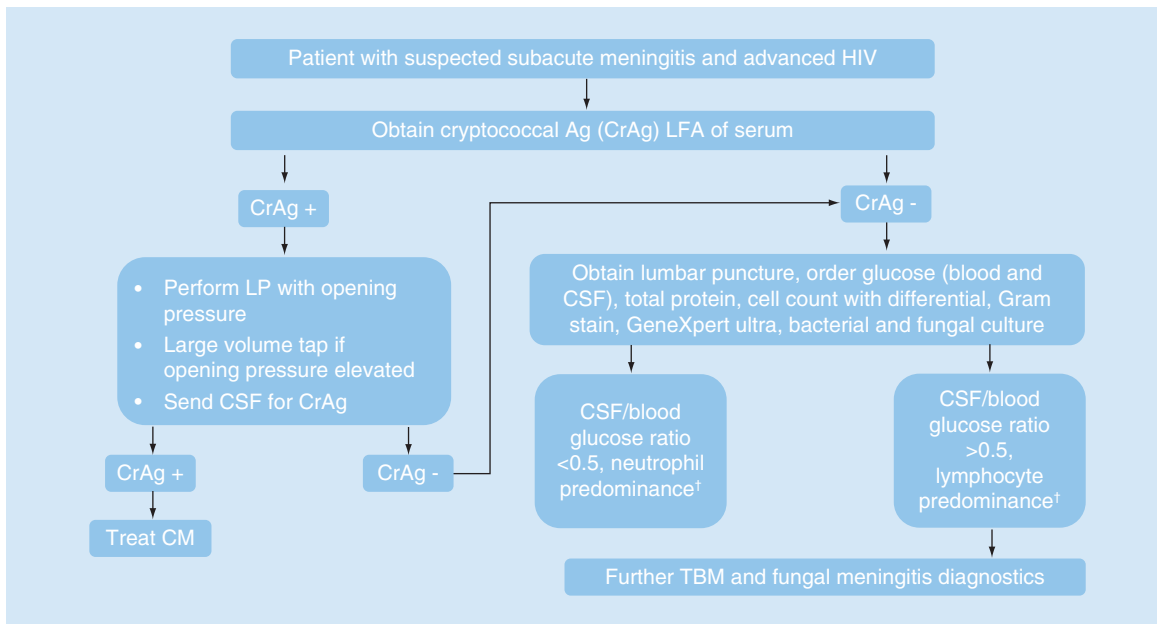 Patient with suspected subacute meningitis and advanced HIV
Obtain cryptococcal Ag (CrAg) LFA of serum
CrAg +
CrAg -
• Perform LP with opening
pressure
• Large volume tap if
opening pressure elevated
• Send CSF for CrAg
Obtain lumbar puncture, order glucose (blood and
CSF), total protein, cell count with differential, Gram
stain, GeneXpert ultra, bacterial and fungal culture
CrAg +
CrAg -
Treat CM
CSF/blood
glucose ratio
<0.5, neutrophil
predominance†
CSF/blood
glucose ratio
>0.5,
lymphocyte
predominance†
Further TBM and fungal meningitis diagnostics